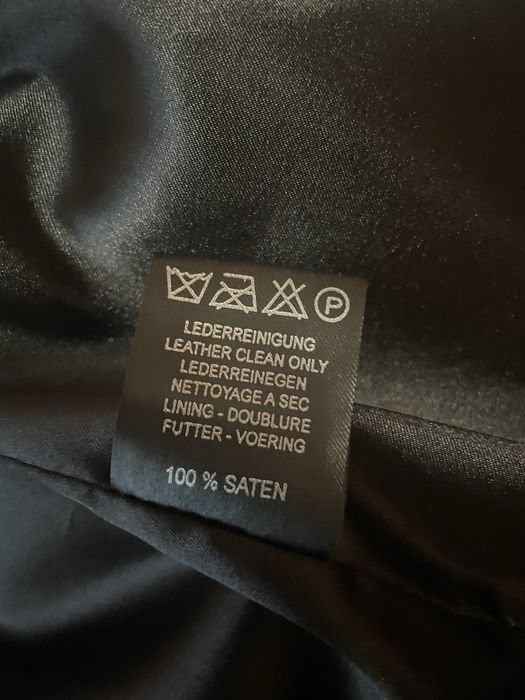 P
LEDERREINIGUNG
LEATHER CLEAN ONLY
LEDERREINEGEN
NETTOYAGE A SEC
LINING - DOUBLURE
FUTTER - VOERING
100 % SATEN